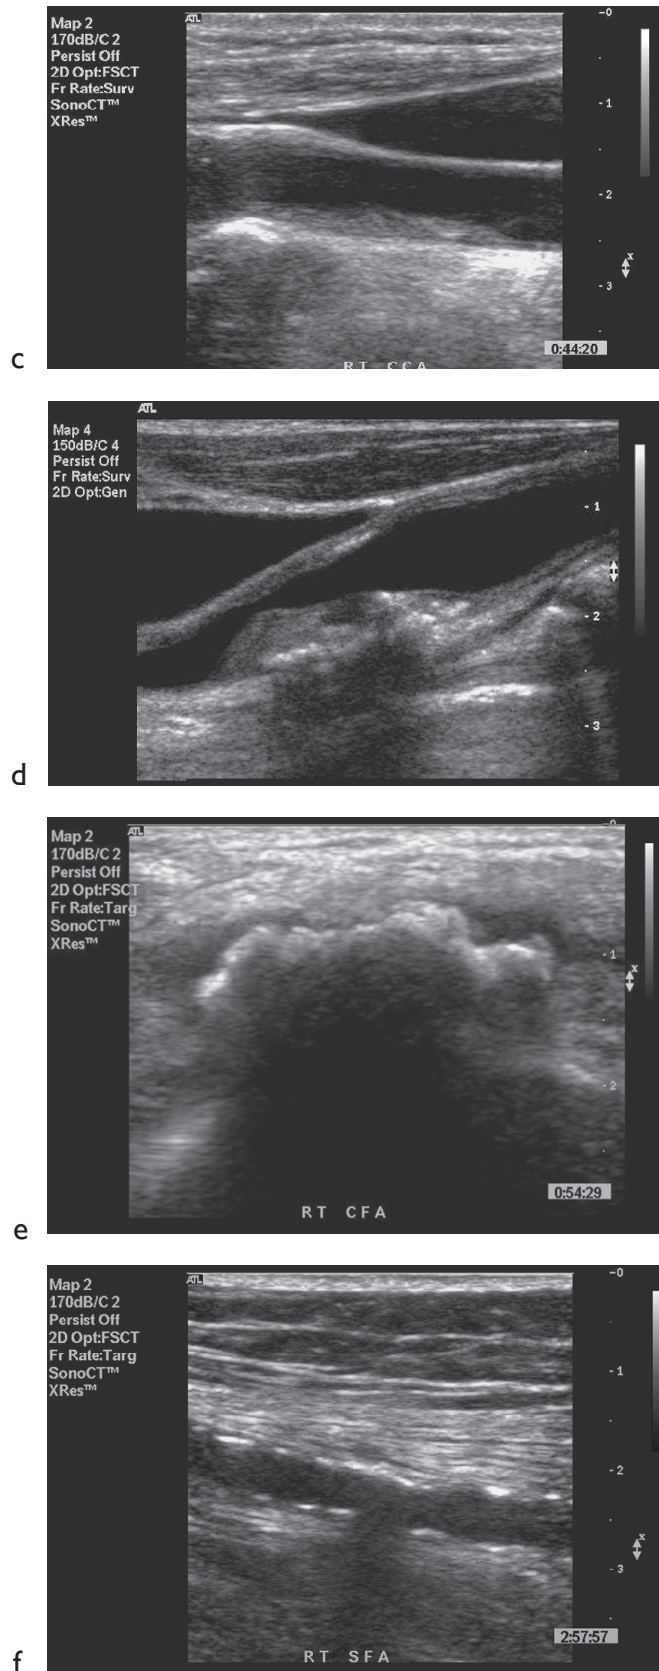 ATL
Map 2
170dB/C 2
Persist Off
2D Opt:FSCT
Fr Rate:Surv
SonoCT™
XRes™
0
1
2
x
3
0:44:20
RT CCA
c
ATL
Map 4
150dB/C 4
Persist Off
Fr Rate:Surv
2D Opt:Gen
1
2
3
d
ATL
Map 2
170dB/C 2
Persist Off
2D Opt:FSCT
Fr Rate:Targ
SonoCT™
XRes™
0
1
x
2
0:54:29
RT CFA
e
ATL
Map 2
170dB/C 2
Persist Off
2D Opt:FSCT
Fr Rate:Targ
SonoCT™
XRes™
0
1
2
x
3
2:57:57
RT SFA
f